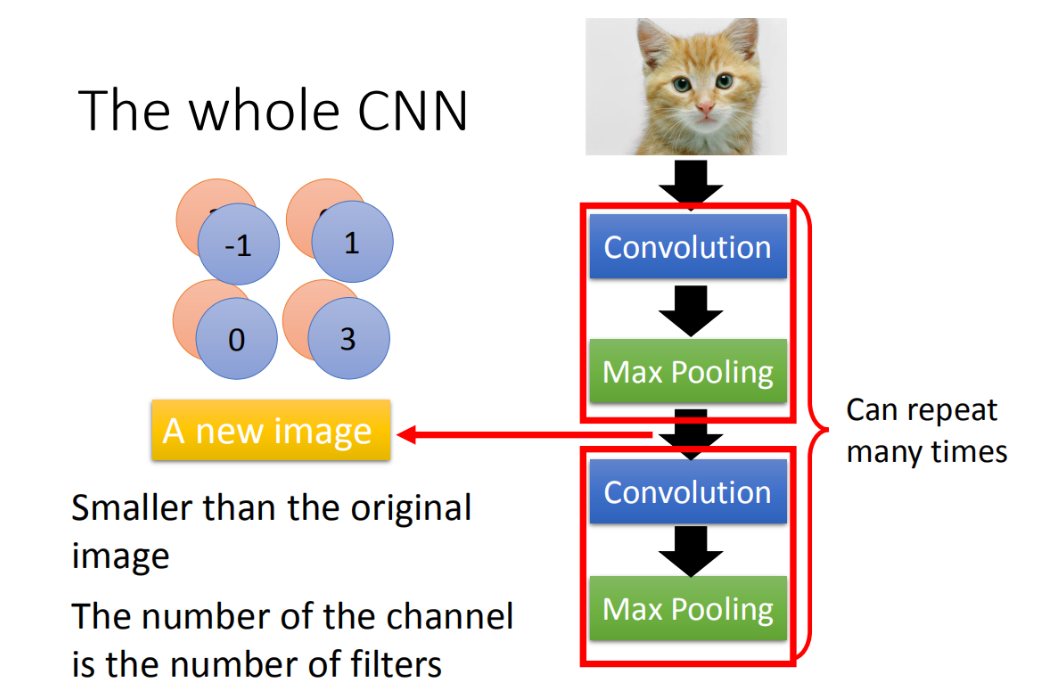 The whole CNN
-1
1
0
3
A new image
Smaller than the original
image
The number of the channel
is the number of filters
Convolution
Max Pooling
Convolution
Max Pooling
Can repeat
many times